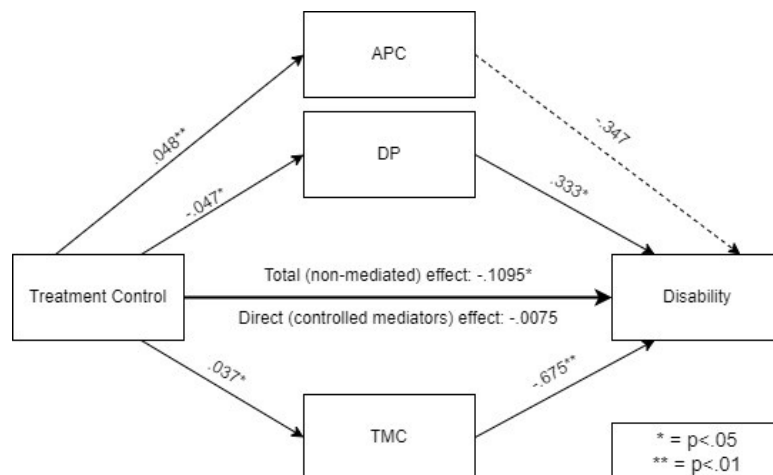 APC
.048**
-.347
DP
-.047*
.333*
Treatment Control
Total (non-mediated) effect: -.1095*
Direct (controlled mediators) effect: -.0075
Disability
.037*
-.675**
TMC
* = p<.05
** = p<.01